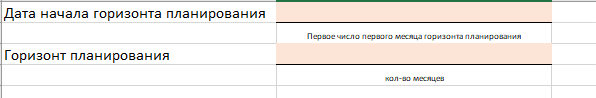 Дата начала горизонта планирования
Первое число первого месяца горизонта планирования
Горизонт планирования
кол-во месяцев